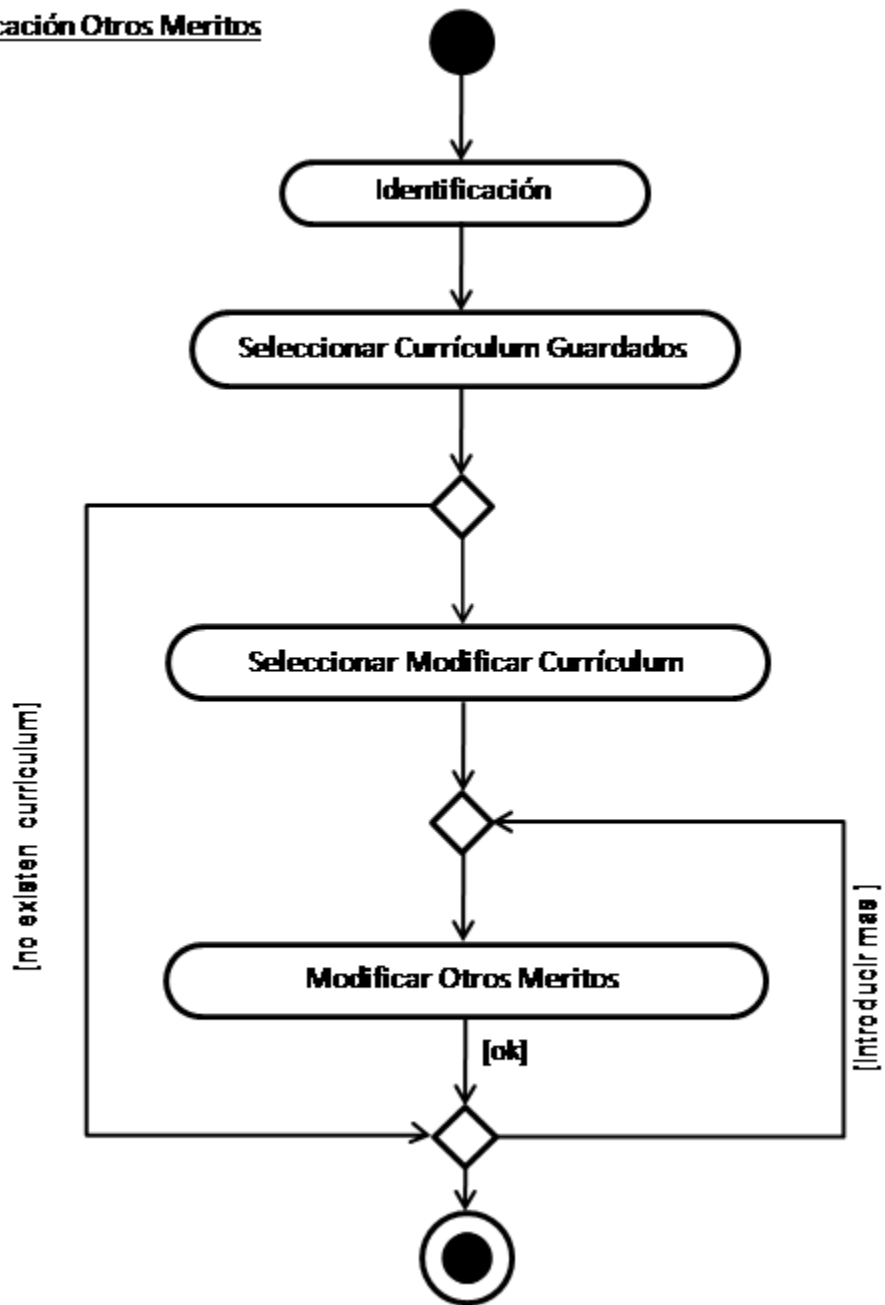 cación Otros Meritos
Identificación
Seleccionar Currículum Guardados
Seleccionar Modificar Currículum
[no existen curriculum]
Modificar Otros Meritos
[Introducir mas ]
[ok]